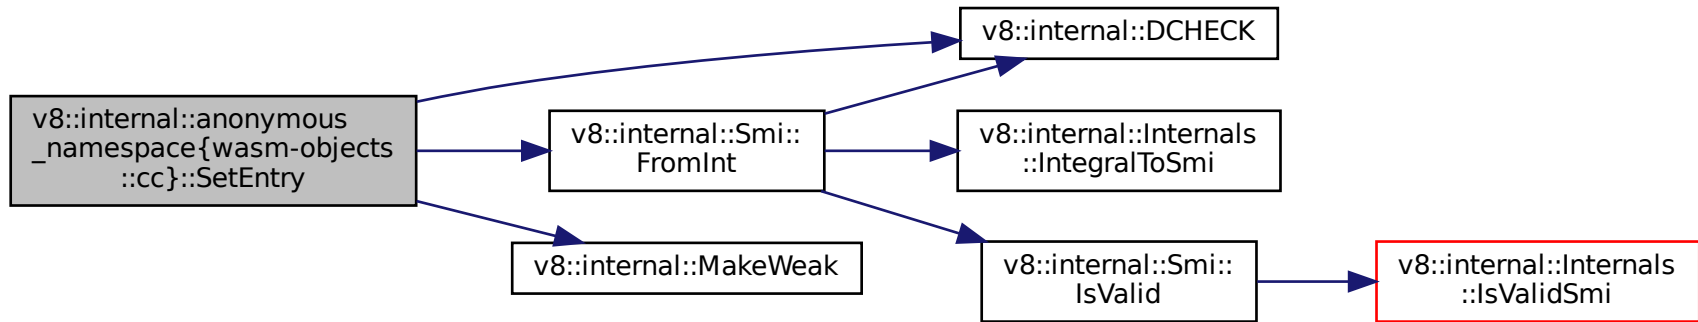 v8::internal::anonymous
_namespace{wasm-objects
::cc}::SetEntry
v8::internal::DCHECK
v8::internal::Smi::
FromInt
v8::internal::Internals
::IntegralToSmi
v8::internal::MakeWeak
v8::internal::Smi::
IsValid
v8::internal::Internals
::IsValidSmi